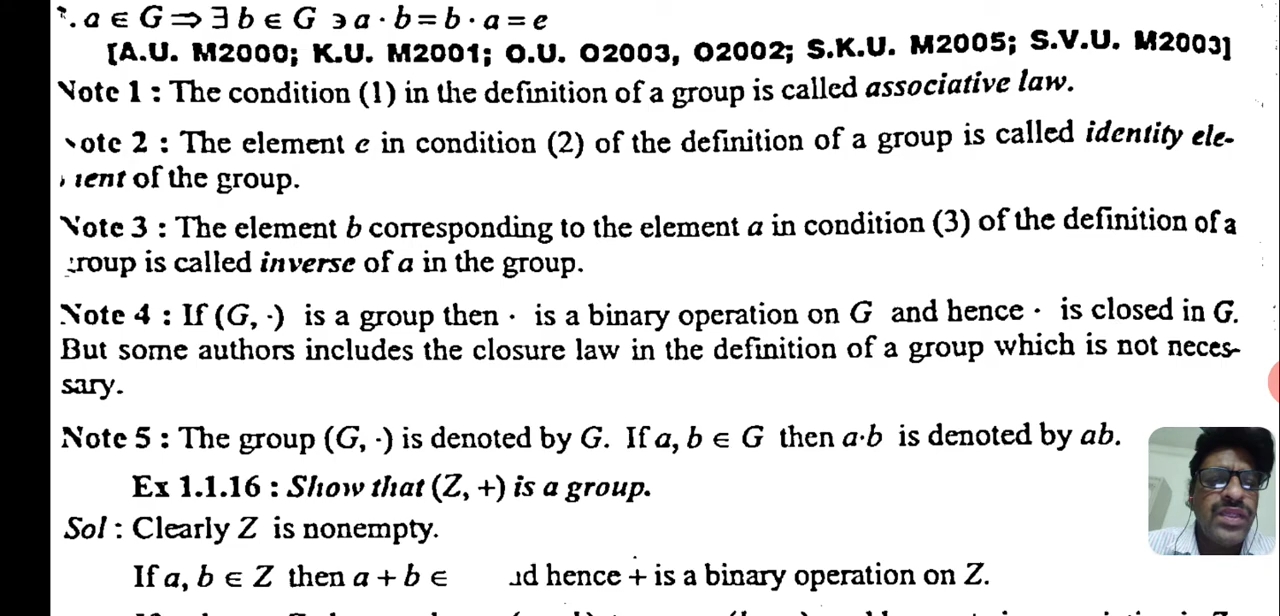 a ∈ G ⇒ ∃ b ∈ G ∍ a · b = b · a = e
[A.U. M2000; K.U. M2001; O.U. O2003, O2002; S.K.U. M2005; S.V.U. M2003]
Note 1 : The condition (1) in the definition of a group is called associative law.
Note 2 : The element e in condition (2) of the definition of a group is called identity ele-
ment of the group.
Note 3 : The element b corresponding to the element a in condition (3) of the definition of a
group is called inverse of a in the group.
Note 4 : If (G, ·) is a group then · is a binary operation on G and hence · is closed in G.
But some authors includes the closure law in the definition of a group which is not neces-
sary.
Note 5 : The group (G, ·) is denoted by G. If a, b ∈ G then a·b is denoted by ab.
Ex 1.1.16 : Show that (Z, +) is a group.
Sol : Clearly Z is nonempty.
If a, b ∈ Z then a + b ∈ hence + is a binary operation on Z.